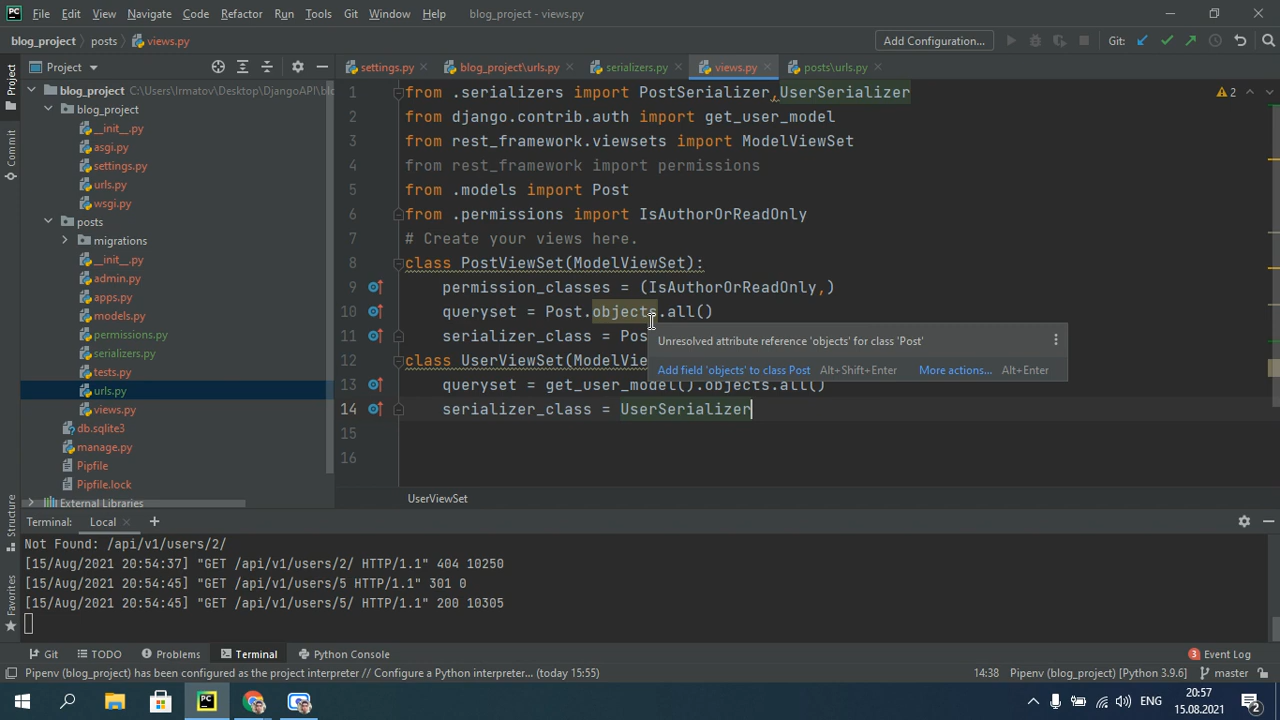 File Edit View Navigate Code Refactor Run Tools Git Window Help blog_project - views.py
blog_project posts views.py Add Configuration... Git:
Project
settings.py blog_project\urls.py serializers.py views.py posts\urls.py
blog_project C:\Users\Irmatov\Desktop\DjangoAPI\blo
blog_project
__init__.py
asgi.py
settings.py
urls.py
wsgi.py
posts
migrations
__init__.py
admin.py
apps.py
models.py
permissions.py
serializers.py
tests.py
urls.py
views.py
db.sqlite3
manage.py
Pipfile
Pipfile.lock
External Libraries
Project
Commit
Structure
Favorites
1 from .serializers import PostSerializer,UserSerializer
2 from django.contrib.auth import get_user_model
3 from rest_framework.viewsets import ModelViewSet
4 from rest_framework import permissions
5 from .models import Post
6 from .permissions import IsAuthorOrReadOnly
7 # Create your views here.
8 class PostViewSet(ModelViewSet):
9 permission_classes = (IsAuthorOrReadOnly,)
10 queryset = Post.objects.all()
11 serializer_class = Pos
12 class UserViewSet(ModelVie
13 queryset = get_user_model().objects.all()
14 serializer_class = UserSerializer
15
16
2
Unresolved attribute reference 'objects' for class 'Post'
Add field 'objects' to class Post Alt+Shift+Enter More actions... Alt+Enter
UserViewSet
Terminal: Local
Not Found: /api/v1/users/2/
[15/Aug/2021 20:54:37] "GET /api/v1/users/2/ HTTP/1.1" 404 10250
[15/Aug/2021 20:54:45] "GET /api/v1/users/5 HTTP/1.1" 301 0
[15/Aug/2021 20:54:45] "GET /api/v1/users/5/ HTTP/1.1" 200 10305
Git TODO Problems Terminal Python Console 3 Event Log
Pipenv (blog_project) has been configured as the project interpreter // Configure a Python interpreter... (today 15:55) 14:38 Pipenv (blog_project) [Python 3.9.6] master
ENG 20:57
15.08.2021 2